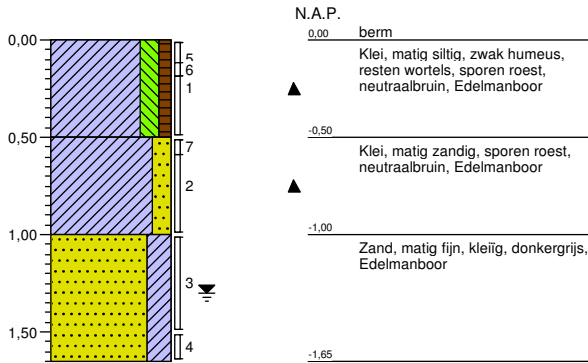 N.A.P.
0,00
5
6
1
0,50
7
2
1,00
3
1,50
4
0,00 berm
Klei, matig siltig, zwak humeus,
resten wortels, sporen roest,
neutraalbruin, Edelmanboor
-0,50
Klei, matig zandig, sporen roest,
neutraalbruin, Edelmanboor
-1,00
Zand, matig fijn, kleiïg, donkergrijs,
Edelmanboor
-1,65